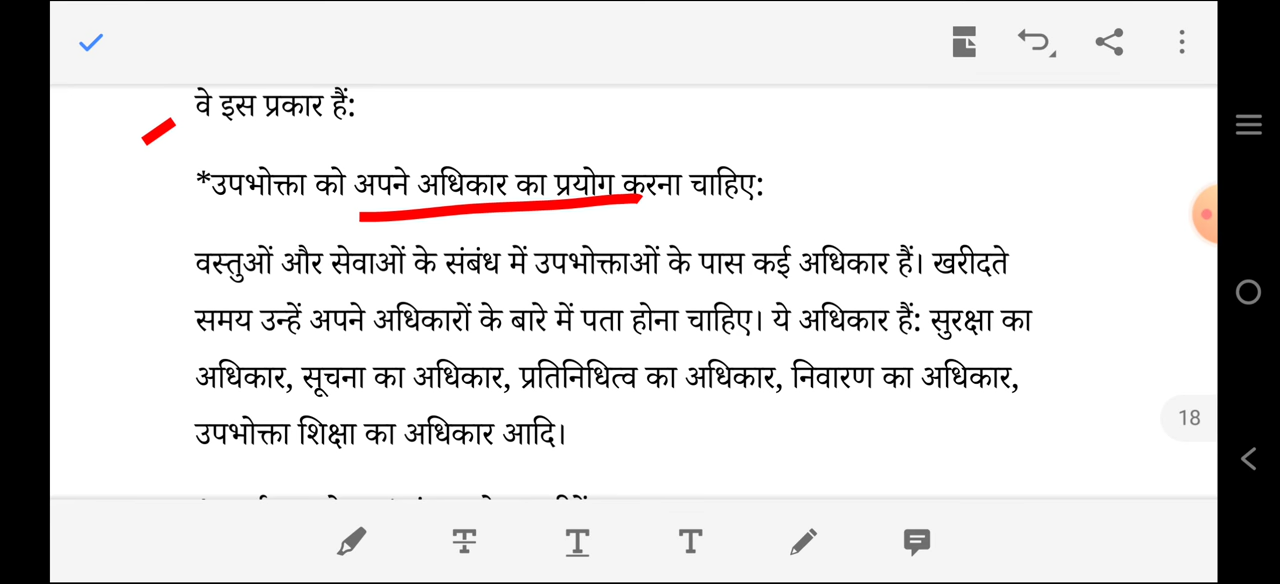 वे इस प्रकार हैं:
*उपभोक्ता को अपने अधिकार का प्रयोग करना चाहिए:
वस्तुओं और सेवाओं के संबंध में उपभोक्ताओं के पास कई अधिकार हैं। खरीदते
समय उन्हें अपने अधिकारों के बारे में पता होना चाहिए। ये अधिकार हैं: सुरक्षा का
अधिकार, सूचना का अधिकार, प्रतिनिधित्व का अधिकार, निवारण का अधिकार,
उपभोक्ता शिक्षा का अधिकार आदि।
18